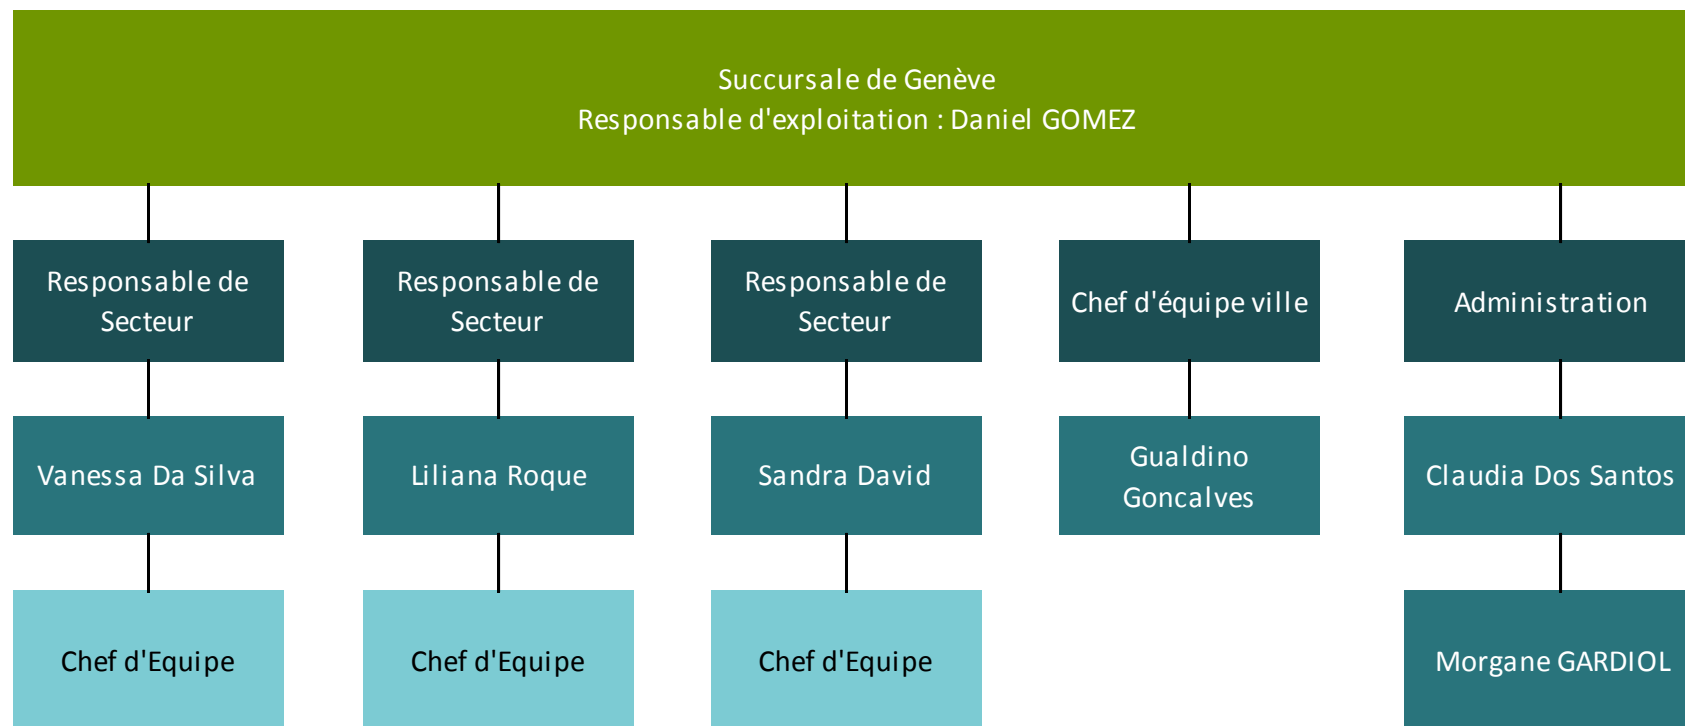 Succursale de Genève
Responsable d'exploitation : Daniel GOMEZ
Responsable de
Secteur
Responsable de
Secteur
Responsable de
Secteur
Chef d'équipe ville
Administration
Vanessa Da Silva
Liliana Roque
Sandra David
Gualdino
Goncalves
Claudia Dos Santos
Chef d'Equipe
Chef d'Equipe
Chef d'Equipe
Morgane GARDIOL